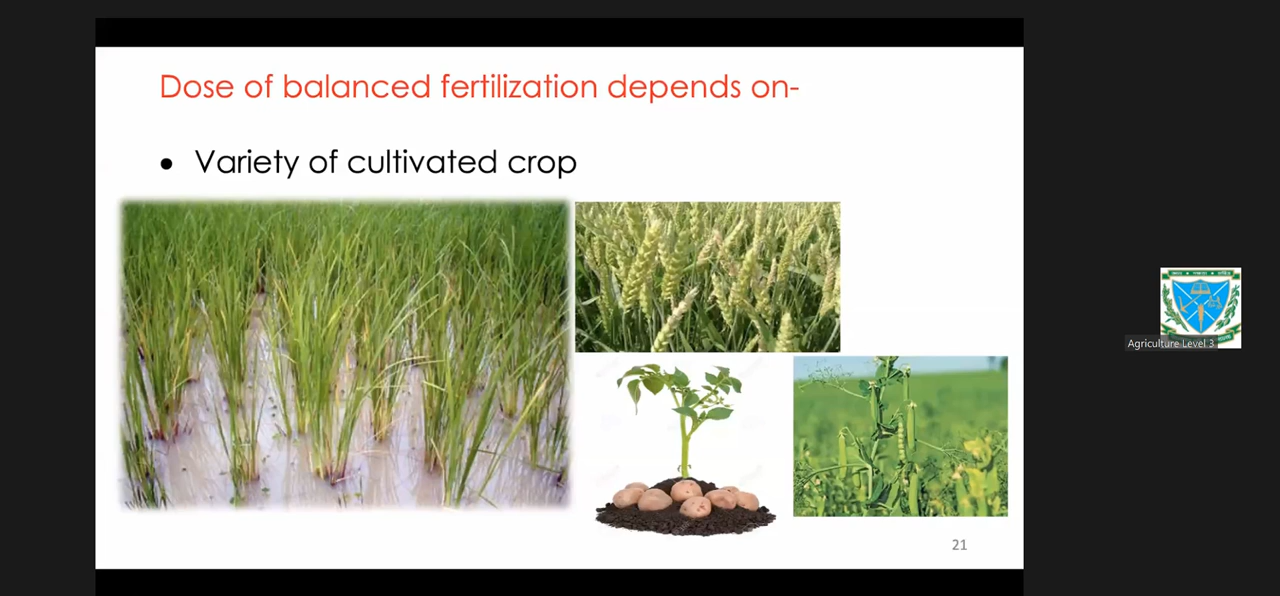 Dose of balanced fertilization depends on-
● Variety of cultivated crop
Agriculture Level 3
21